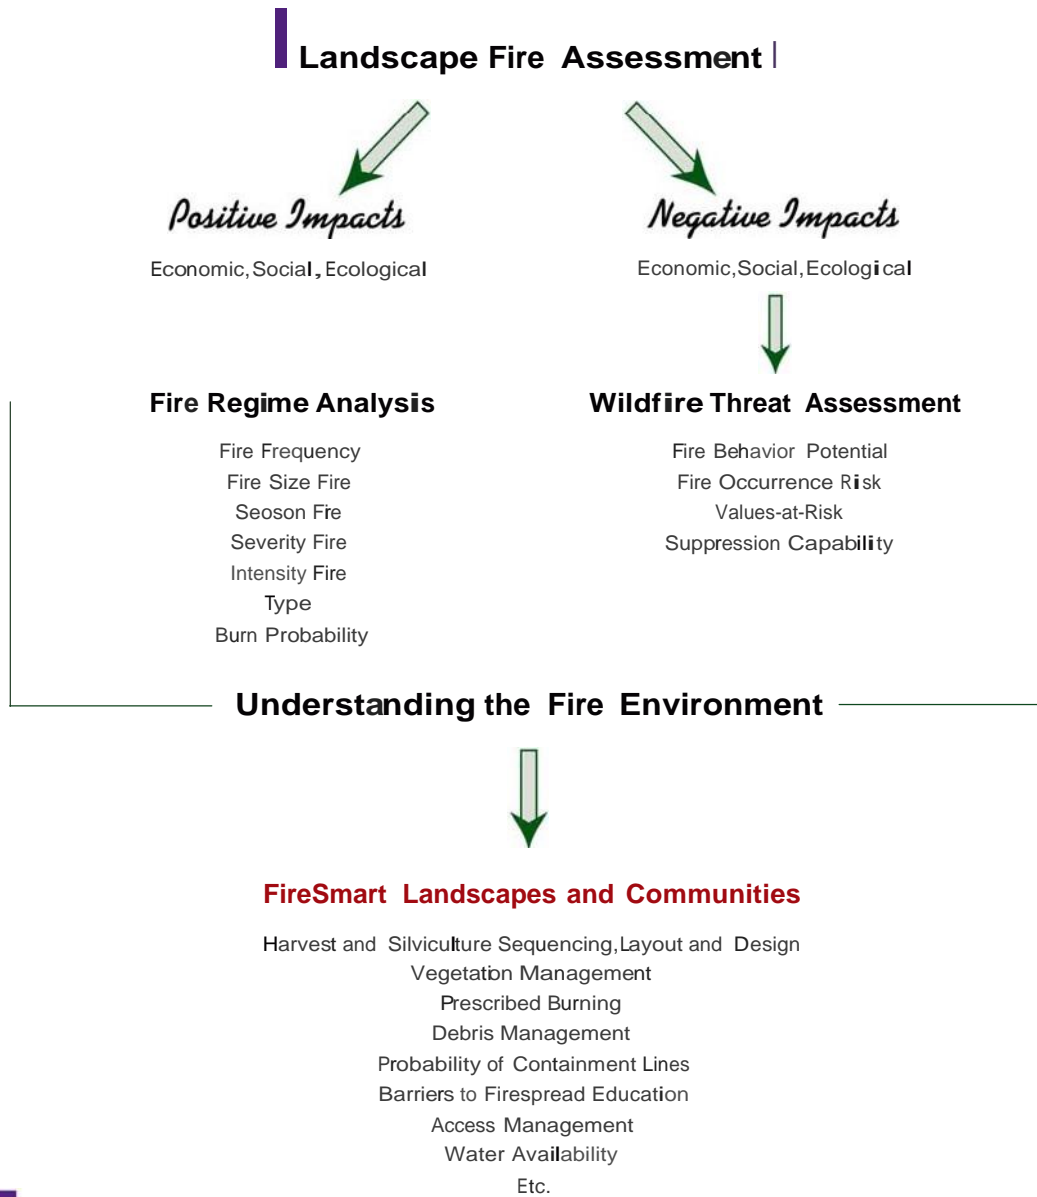 Landscape Fire Assessment
Positive Impacts
Negative Impacts
Economic,Social,Ecological
Economic,Social,Ecological
Fire Regime Analysis
Fire Frequency
Fire Size Fire
Seoson Fire
Severity Fire
Intensity Fire
Type
Burn Probability
Wildfire Threat Assessment
Fire Behavior Potential
Fire Occurrence Risk
Values-at-Risk
Suppression Capability
Understanding the Fire Environment
FireSmart Landscapes and Communities
Harvest and Silviculture Sequencing,Layout and Design
Vegetation Management
Prescribed Burning
Debris Management
Probability of Containment Lines
Barriers to Firespread Education
Access Management
Water Availability
Etc.